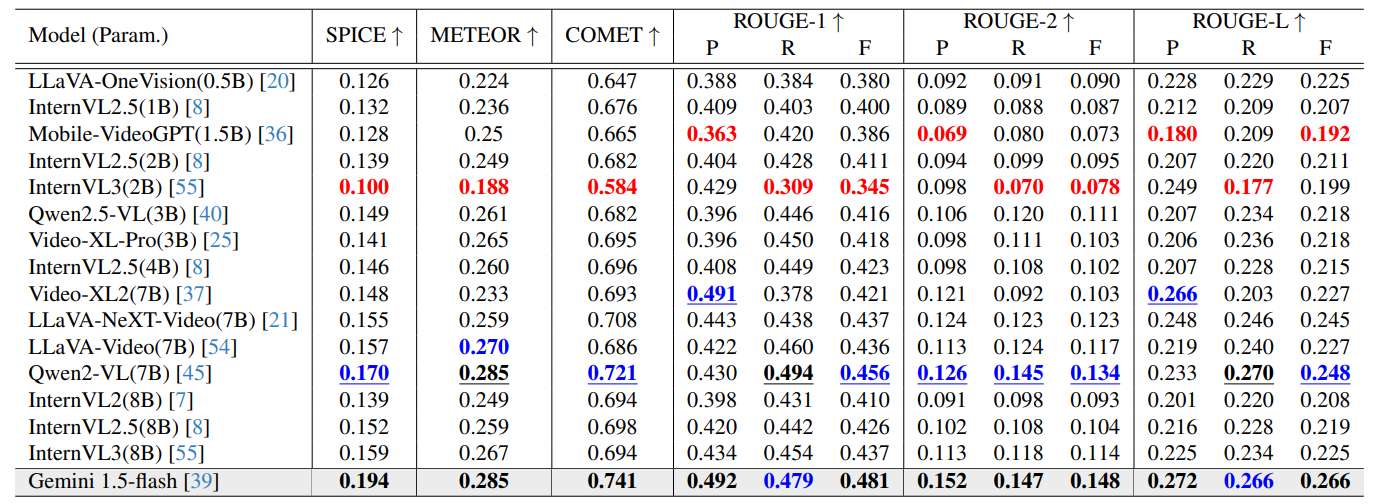 Model (Param.) SPICE ↑ METEOR ↑ COMET ↑ ROUGE-1 ↑ ROUGE-2 ↑ ROUGE-L ↑
P R F P R F P R F
LLaVA-OneVision(0.5B) [20] 0.126 0.224 0.647 0.388 0.384 0.380 0.092 0.091 0.090 0.228 0.229 0.225
InternVL2.5(1B) [8] 0.132 0.236 0.676 0.409 0.403 0.400 0.089 0.088 0.087 0.212 0.209 0.207
Mobile-VideoGPT(1.5B) [36] 0.128 0.25 0.665 0.363 0.420 0.386 0.069 0.080 0.073 0.180 0.209 0.192
InternVL2.5(2B) [8] 0.139 0.249 0.682 0.404 0.428 0.411 0.094 0.099 0.095 0.207 0.220 0.211
InternVL3(2B) [55] 0.100 0.188 0.584 0.429 0.309 0.345 0.098 0.070 0.078 0.249 0.177 0.199
Qwen2.5-VL(3B) [40] 0.149 0.261 0.682 0.396 0.446 0.416 0.106 0.120 0.111 0.207 0.234 0.218
Video-XL-Pro(3B) [25] 0.141 0.265 0.695 0.396 0.450 0.418 0.098 0.111 0.103 0.206 0.236 0.218
InternVL2.5(4B) [8] 0.146 0.260 0.696 0.408 0.449 0.423 0.098 0.108 0.102 0.207 0.228 0.215
Video-XL2(7B) [37] 0.148 0.233 0.693 0.491 0.378 0.421 0.121 0.092 0.103 0.266 0.203 0.227
LLaVA-NeXT-Video(7B) [21] 0.155 0.259 0.708 0.443 0.438 0.437 0.124 0.123 0.123 0.248 0.246 0.245
LLaVA-Video(7B) [54] 0.157 0.270 0.686 0.422 0.460 0.436 0.113 0.124 0.117 0.219 0.240 0.227
Qwen2-VL(7B) [45] 0.170 0.285 0.721 0.430 0.494 0.456 0.126 0.145 0.134 0.233 0.270 0.248
InternVL2(8B) [7] 0.139 0.249 0.694 0.398 0.431 0.410 0.091 0.098 0.093 0.201 0.220 0.208
InternVL2.5(8B) [8] 0.152 0.259 0.698 0.420 0.442 0.426 0.102 0.108 0.104 0.216 0.228 0.219
InternVL3(8B) [55] 0.159 0.267 0.694 0.434 0.454 0.437 0.113 0.118 0.114 0.225 0.234 0.225
Gemini 1.5-flash [39] 0.194 0.285 0.741 0.492 0.479 0.481 0.152 0.147 0.148 0.272 0.266 0.266